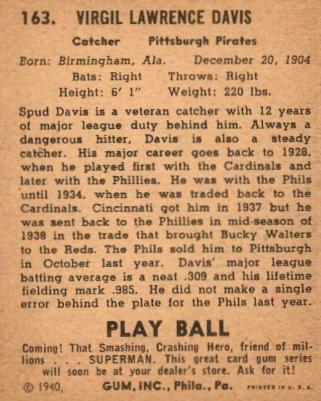 163. VIRGIL LAWRENCE DAVIS
Catcher Pittsburgh Pirates
Born: Birmingham, Ala. December 20, 1904
Bats: Right Throws: Right
Height: 6' 1" Weight: 220 lbs.
Spud Davis is a veteran catcher with 12 years
of major league duty behind him. Always a
dangerous hitter, Davis is also a steady
catcher. His major career goes back to 1928,
when he played first with the Cardinals and
later with the Phillies. He was with the Phils
until 1934, when he was traded back to the
Cardinals. Cincinnati got him in 1937 but he
was sent back to the Phillies in mid-season of
1938 in the trade that brought Bucky Walters
to the Reds. The Phils sold him to Pittsburgh
in October last year. Davis' major league
batting average is a neat .309 and his lifetime
fielding mark .985. He did not make a single
error behind the plate for the Phils last year.
PLAY BALL
Coming! That Smashing, Crashing Hero, friend of mil-
lions . . . SUPERMAN. This great card gum series
will soon be at your dealer's store. Ask for it!
© 1940, GUM, INC., Phila., Pa. PRINTED IN U. S. A.